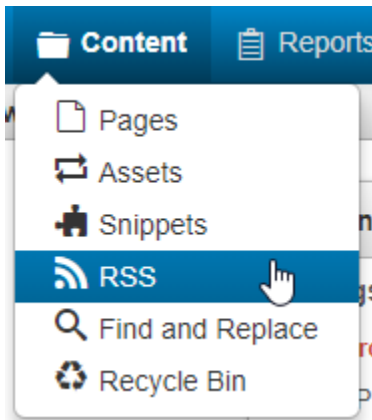 Content
Reports
Pages
Assets
Snippets
RSS
Find and Replace
Recycle Bin